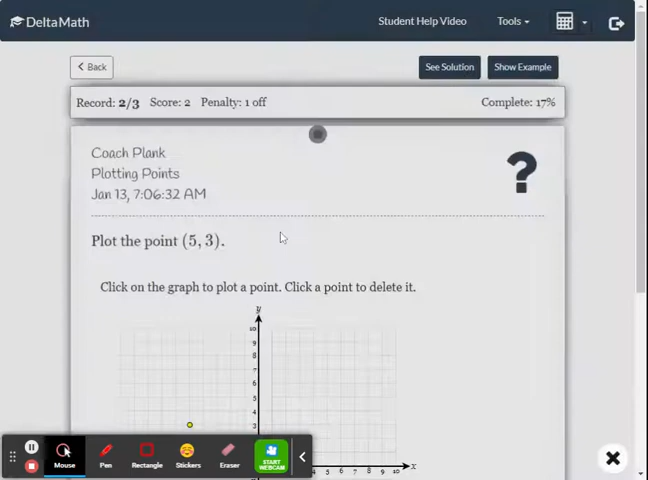 DeltaMath
Student Help Video
Tools
Back
See Solution
Show Example
Record: 2/3 Score: 2 Penalty: 1 off
Complete: 17%
Coach Plank
Plotting Points
Jan 13, 7:06:32 AM
?
Plot the point (5, 3).
Click on the graph to plot a point. Click a point to delete it.
y
10
9
8
7
6
5
4
3
4 5 6 7 8 9 10 x
Mouse
Pen
Rectangle
Stickers
Eraser
START
WEBCAM